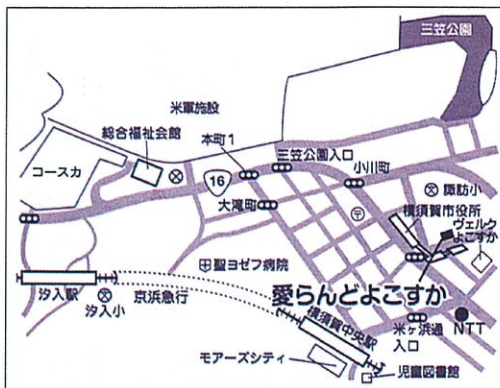 三笠公園
米軍施設
総合福祉会館
本町1
三笠公園入口
コースカ
16
小川町
大滝町
諏訪小
横須賀市役所
ヴェルク
よこすか
聖ヨゼフ病院
愛らんどよこすか
汐入駅
京浜急行
汐入小
横須賀中央駅
米ヶ浜通
入口
NTT
モアーズシティ
児童図書館